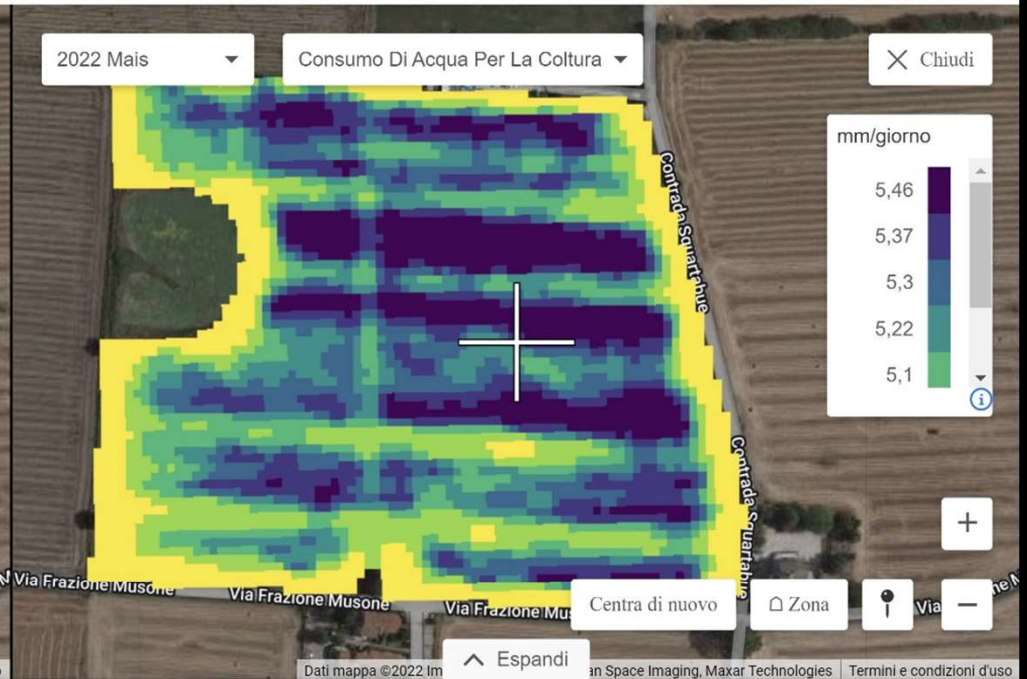 2022 Mais
Consumo Di Acqua Per La Coltura
Chiudi
mm/giorno
5,46
5,37
5,3
5,22
5,1
Contrada Squartabue
Contrada Squartabue
Via Frazione Musone
Via Frazione Musone
Via Frazione
Via
Centra di nuovo
Zona
Espandi
Dati mappa ©2022
Space Imaging, Maxar Technologies
Termini e condizioni d'uso